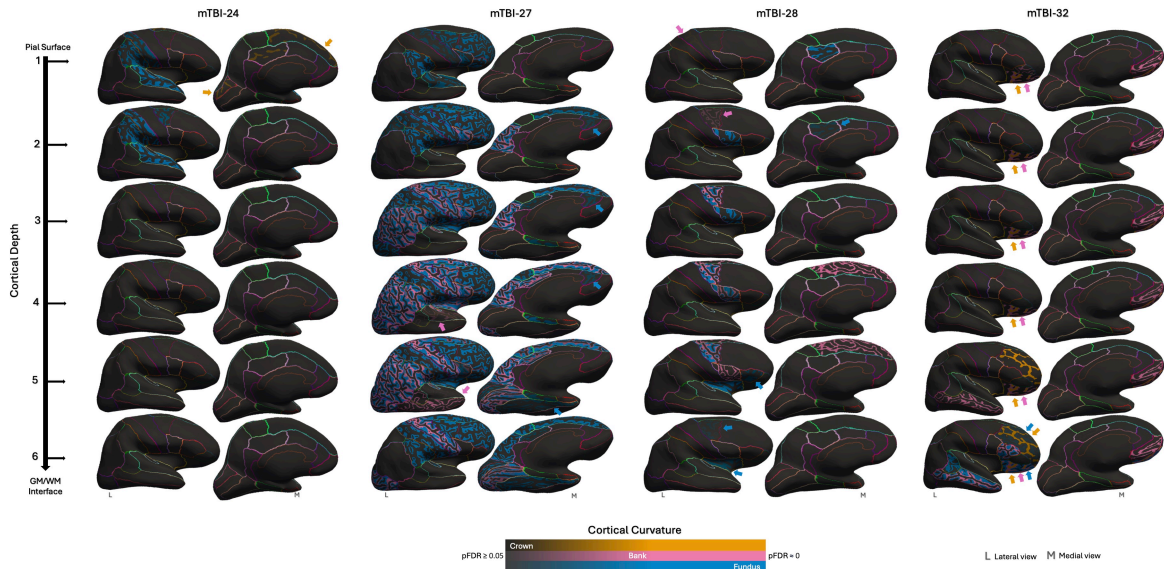 mTBI-24
mTBI-27
mTBI-28
mTBI-32
Pial Surface
1
2
3
4
5
6
Cortical Depth
GM/WM
Interface
L
M
L
M
L
M
L
M
Cortical Curvature
Crown
pFDR ≥ 0.05
Bank
pFDR ≈ 0
Fundus
L Lateral view
M Medial view